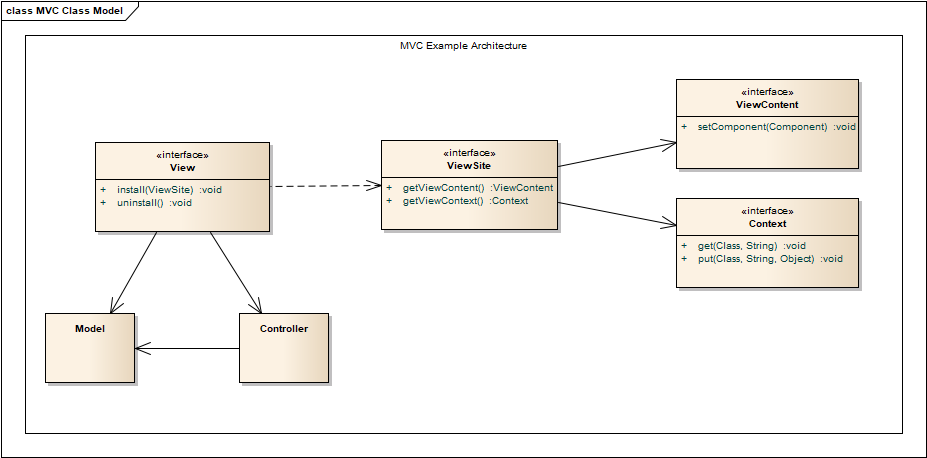 class MVC Class Model
MVC Example Architecture
«interface»
View
+ install(ViewSite) :void
+ uninstall() :void
«interface»
ViewSite
+ getViewContent() :ViewContent
+ getViewContext() :Context
«interface»
ViewContent
+ setComponent(Component) :void
«interface»
Context
+ get(Class, String) :void
+ put(Class, String, Object) :void
Model
Controller